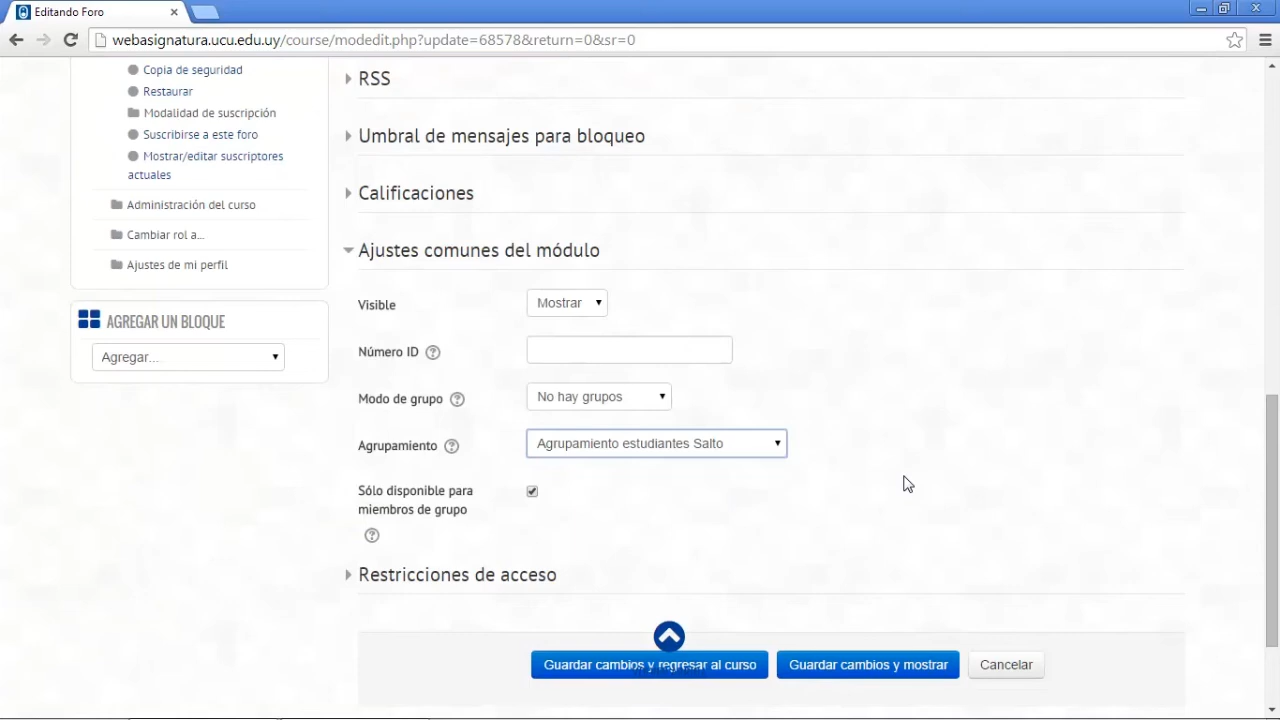 Editando Foro
webasignatura.ucu.edu.uy/course/modedit.php?update=68578&return=0&sr=0
Copia de seguridad
Restaurar
Modalidad de suscripción
Suscribirse a este foro
Mostrar/editar suscriptores
actuales
Administración del curso
Cambiar rol a...
Ajustes de mi perfil
AGREGAR UN BLOQUE
Agregar...
RSS
Umbral de mensajes para bloqueo
Calificaciones
Ajustes comunes del módulo
Visible
Mostrar
Número ID
Modo de grupo
No hay grupos
Agrupamiento
Agrupamiento estudiantes Salto
Sólo disponible para
miembros de grupo
Restricciones de acceso
Guardar cambios y regresar al curso
Guardar cambios y mostrar
Cancelar